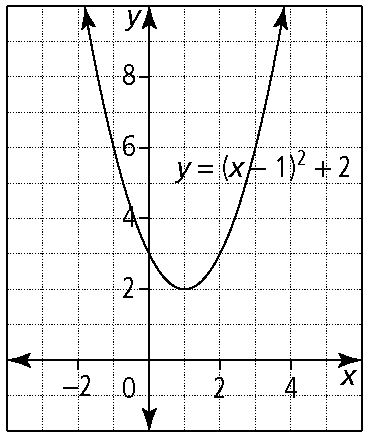 y
8
6
y = (x – 1)² + 2
4
2
–2 0 2 4 x